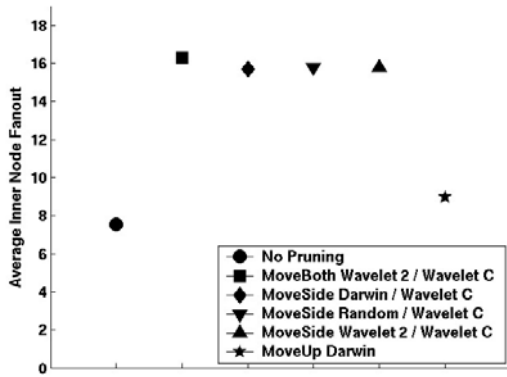 18
16
14
12
10
8
6
4
2
0
Average Inner Node Fanout
No Pruning
MoveBoth Wavelet 2 / Wavelet C
MoveSide Darwin / Wavelet C
MoveSide Random / Wavelet C
MoveSide Wavelet 2 / Wavelet C
MoveUp Darwin